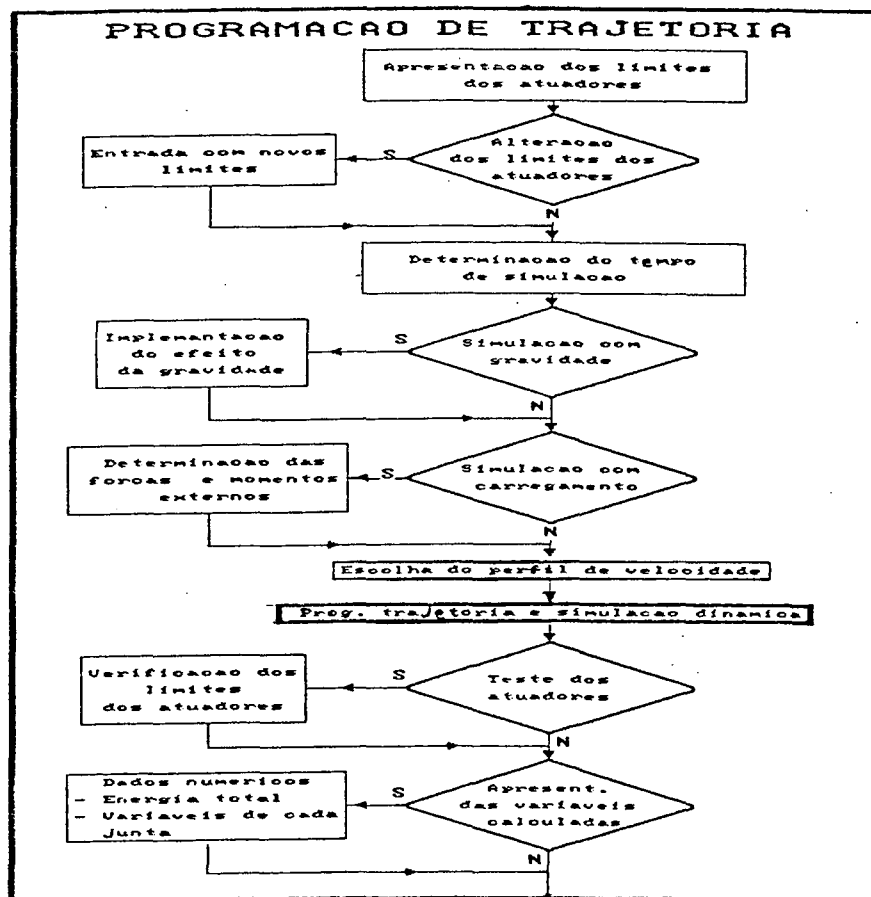 PROGRAMACAO DE TRAJETORIA
Apresentacao dos limites
dos atuadores
Alteracao
dos limites dos
atuadores
S
Entrada com novos
limites
N
Determinacao do tempo
de simulacao
Simulacao com
gravidade
S
Implemantacao
do efeito
da gravidade
N
Simulacao com
carregamento
S
Determinacao das
forcas e momentos
externos
N
Escolha do perfil de velocidade
Prog. trajetoria e simulacao dinamica
Teste dos
atuadores
S
Verificacao dos
limites
dos atuadores
N
Apresent.
das variaveis
calculadas
S
Dados numericos
- Energia total
- Variaveis de cada
junta
N